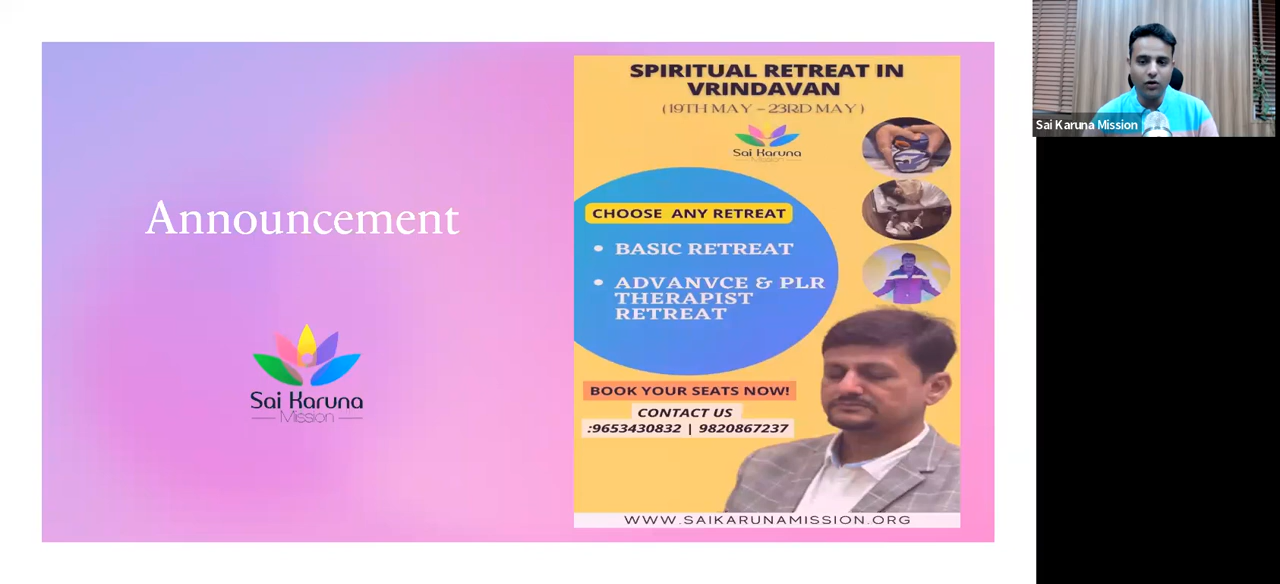 Announcement
Sai Karuna
Mission
SPIRITUAL RETREAT IN
VRINDAVAN
( 19TH MAY - 23RD MAY )
Sai Karuna
Mission
CHOOSE ANY RETREAT
• BASIC RETREAT
• ADVANVCE & PLR
THERAPIST
RETREAT
BOOK YOUR SEATS NOW!
CONTACT US
:9653430832 | 9820867237
WWW.SAIKARUNAMISSION.ORG
Sai Karuna Mission